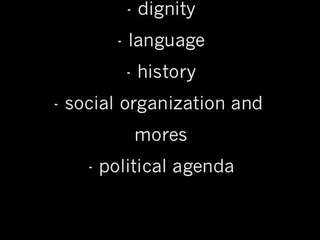 - dignity
- language
- history
- social organization and
mores
- political agenda